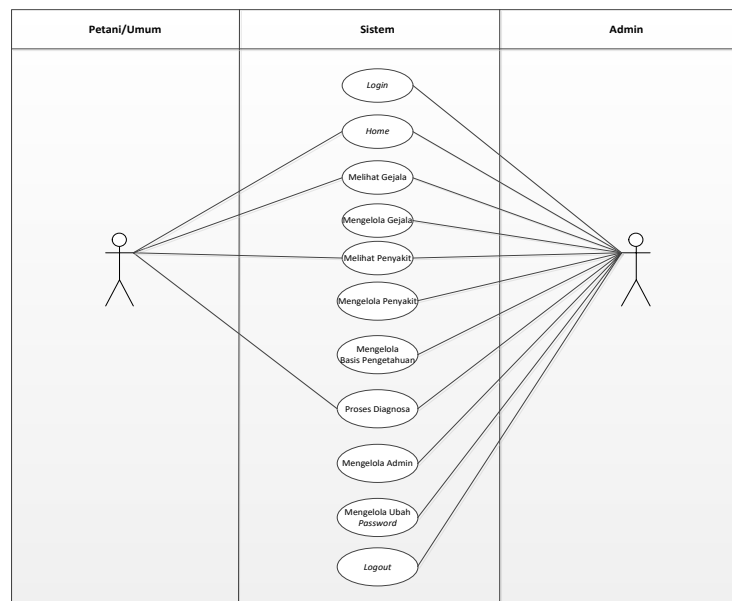 Petani/Umum
Sistem
Admin
Login
Home
Melihat Gejala
Mengelola Gejala
Melihat Penyakit
Mengelola Penyakit
Mengelola
Basis Pengetahuan
Proses Diagnosa
Mengelola Admin
Mengelola Ubah
Password
Logout